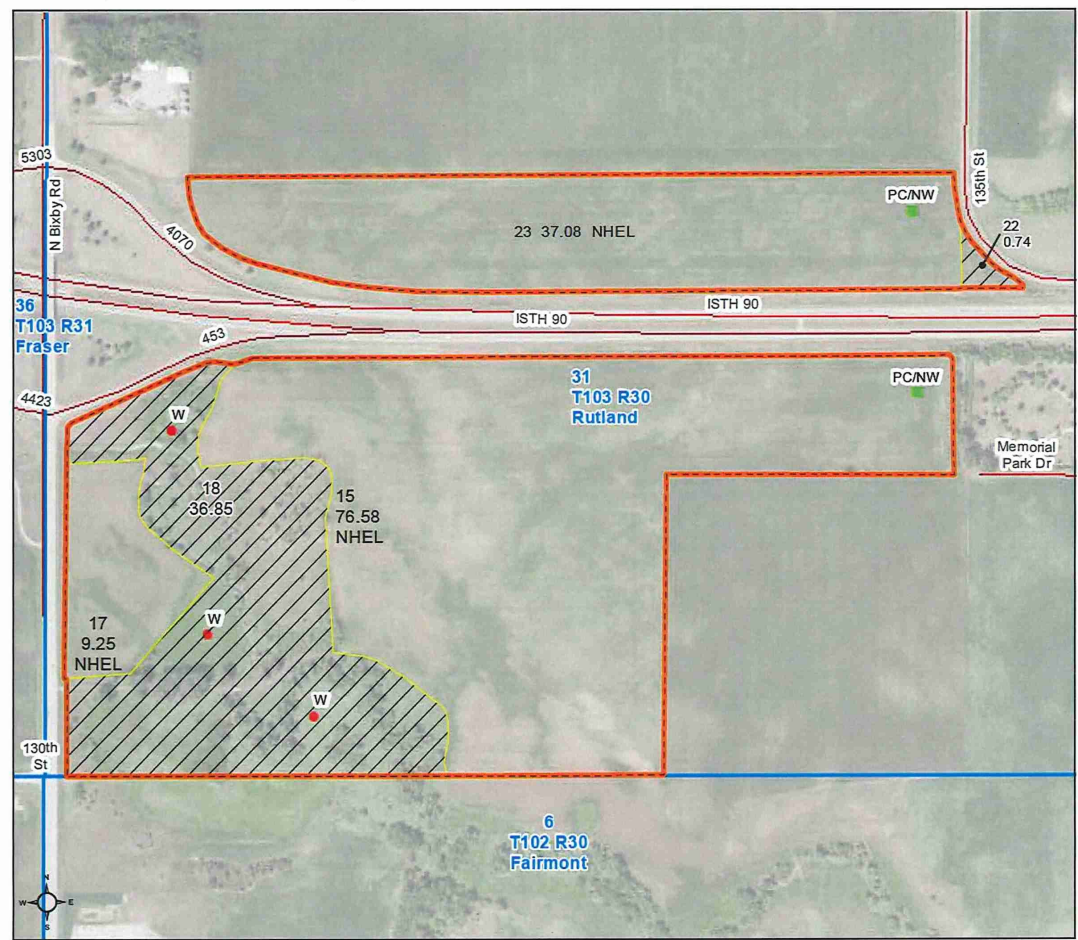 5303
N Bixby Rd
4070
135th St
PC/NW
22
0.74
23 37.08 NHEL
ISTH 90
ISTH 90
36
T103 R31
Fraser
453
4423
31
T103 R30
Rutland
PC/NW
Memorial
Park Dr
W
18
36.85
15
76.58
NHEL
17
9.25
NHEL
W
W
130th
St
6
T102 R30
Fairmont
N
W E
S